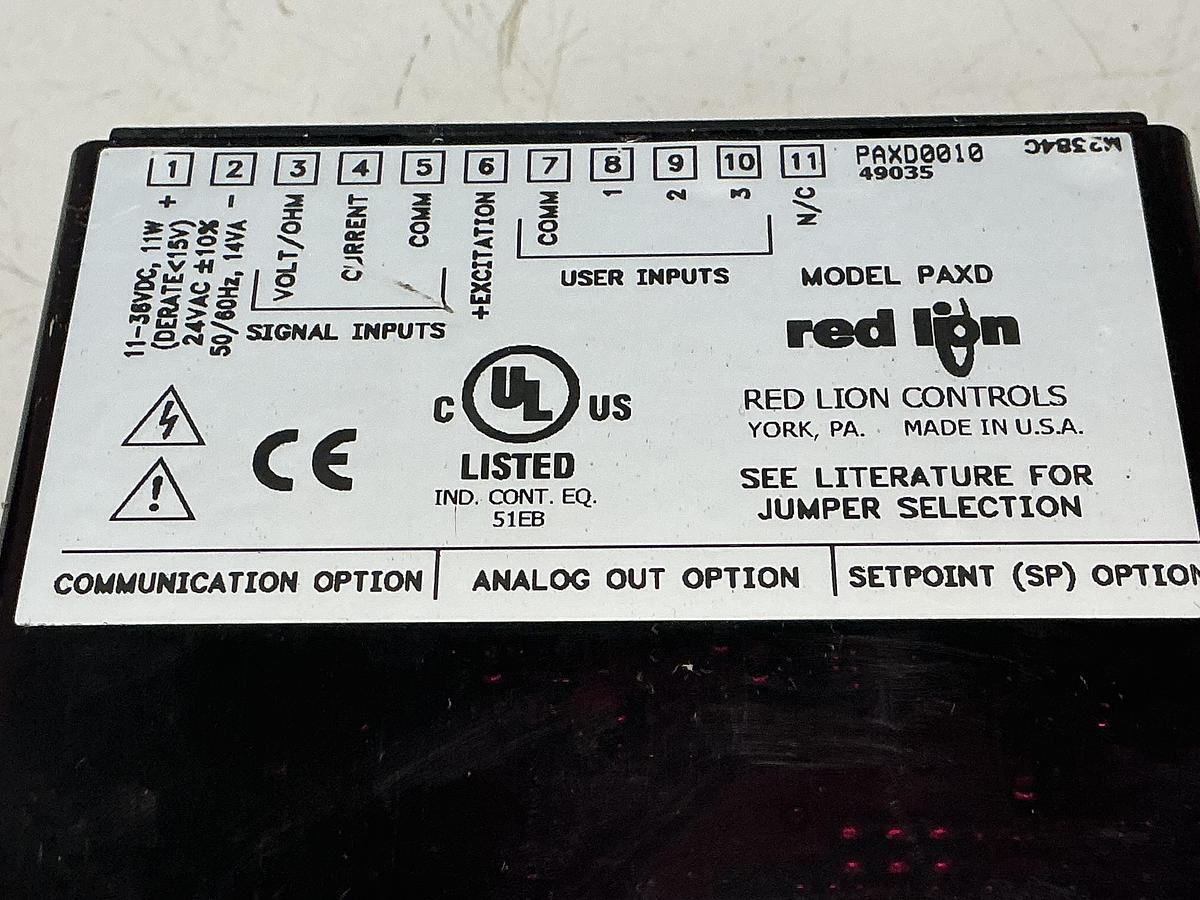 1 2 3 4 5 6 7 8 9 10 11
PAXD0010
49035
M2384C
+ -
11-36VDC, 11W
(DERATE<15V)
24VAC ±10%
50/60Hz, 14VA
VOLT/OHM
CURRENT
COMM
SIGNAL INPUTS
+EXCITATION
COMM
1
2
3
USER INPUTS
N/C
MODEL PAXD
red lion
RED LION CONTROLS
YORK, PA. MADE IN U.S.A.
SEE LITERATURE FOR
JUMPER SELECTION
CE
C UL US
LISTED
IND. CONT. EQ.
51EB
COMMUNICATION OPTION
ANALOG OUT OPTION
SETPOINT (SP) OPTION